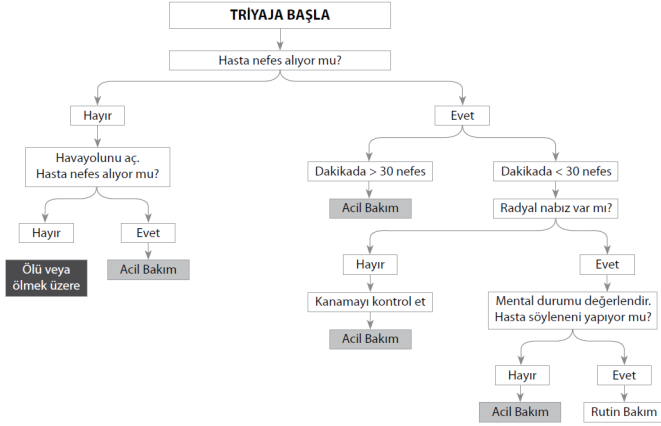 TRİYAJA BAŞLA
Hasta nefes alıyor mu?
Hayır
Evet
Havayolunu aç.
Hasta nefes alıyor mu?
Dakikada > 30 nefes
Dakikada < 30 nefes
Acil Bakım
Radyal nabız var mı?
Hayır
Evet
Ölü veya
ölmek üzere
Acil Bakım
Hayır
Evet
Kanamayı kontrol et
Mental durumu değerlendir.
Hasta söyleneni yapıyor mu?
Acil Bakım
Hayır
Evet
Acil Bakım
Rutin Bakım